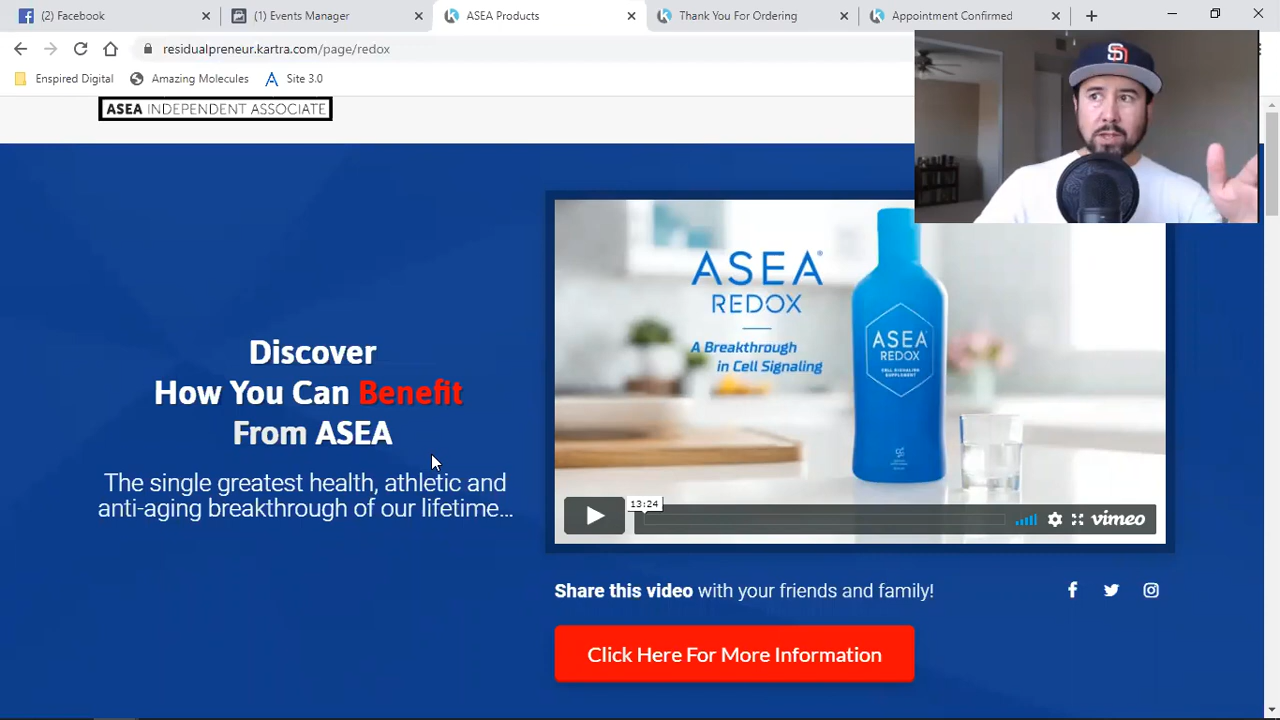 (2) Facebook
(1) Events Manager
ASEA Products
Thank You For Ordering
Appointment Confirmed
residualpreneur.kartra.com/page/redox
Enspired Digital
Amazing Molecules
Site 3.0
ASEA INDEPENDENT ASSOCIATE
Discover
How You Can Benefit
From ASEA
The single greatest health, athletic and
anti-aging breakthrough of our lifetime...
ASEA®
REDOX
A Breakthrough
in Cell Signaling
ASEA
REDOX
CELL SIGNALING
SUPPLEMENT
13:24
vimeo
Share this video with your friends and family!
Click Here For More Information